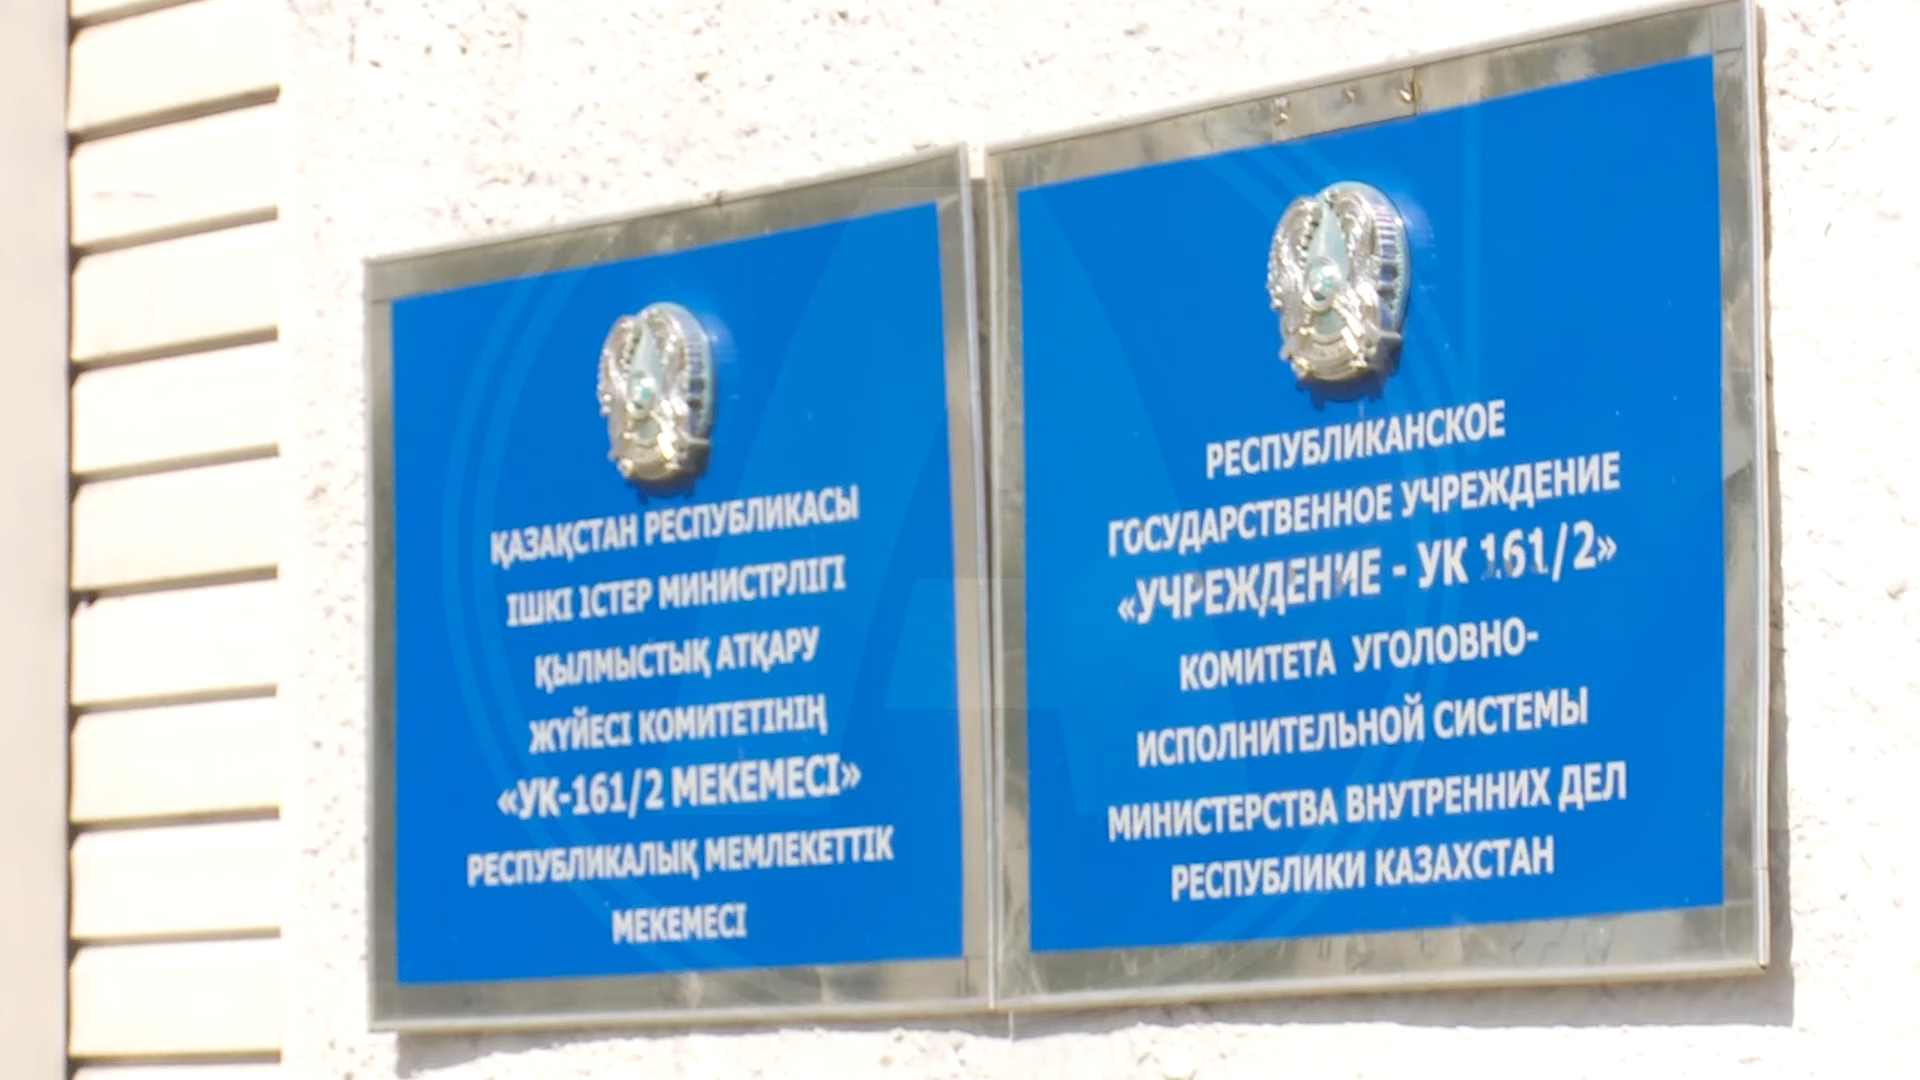 ҚАЗАҚСТАН РЕСПУБЛИКАСЫ
ІШКІ ІСТЕР МИНИСТРЛІГІ
ҚЫЛМЫСТЫҚ АТҚАРУ
ЖҮЙЕСІ КОМИТЕТІНІҢ
«УК-161/2 МЕКЕМЕСІ»
РЕСПУБЛИКАЛЫҚ МЕМЛЕКЕТТІК
МЕКЕМЕСІ
РЕСПУБЛИКАНСКОЕ
ГОСУДАРСТВЕННОЕ УЧРЕЖДЕНИЕ
«УЧРЕЖДЕНИЕ - УК 161/2»
КОМИТЕТА УГОЛОВНО-
ИСПОЛНИТЕЛЬНОЙ СИСТЕМЫ
МИНИСТЕРСТВА ВНУТРЕННИХ ДЕЛ
РЕСПУБЛИКИ КАЗАХСТАН